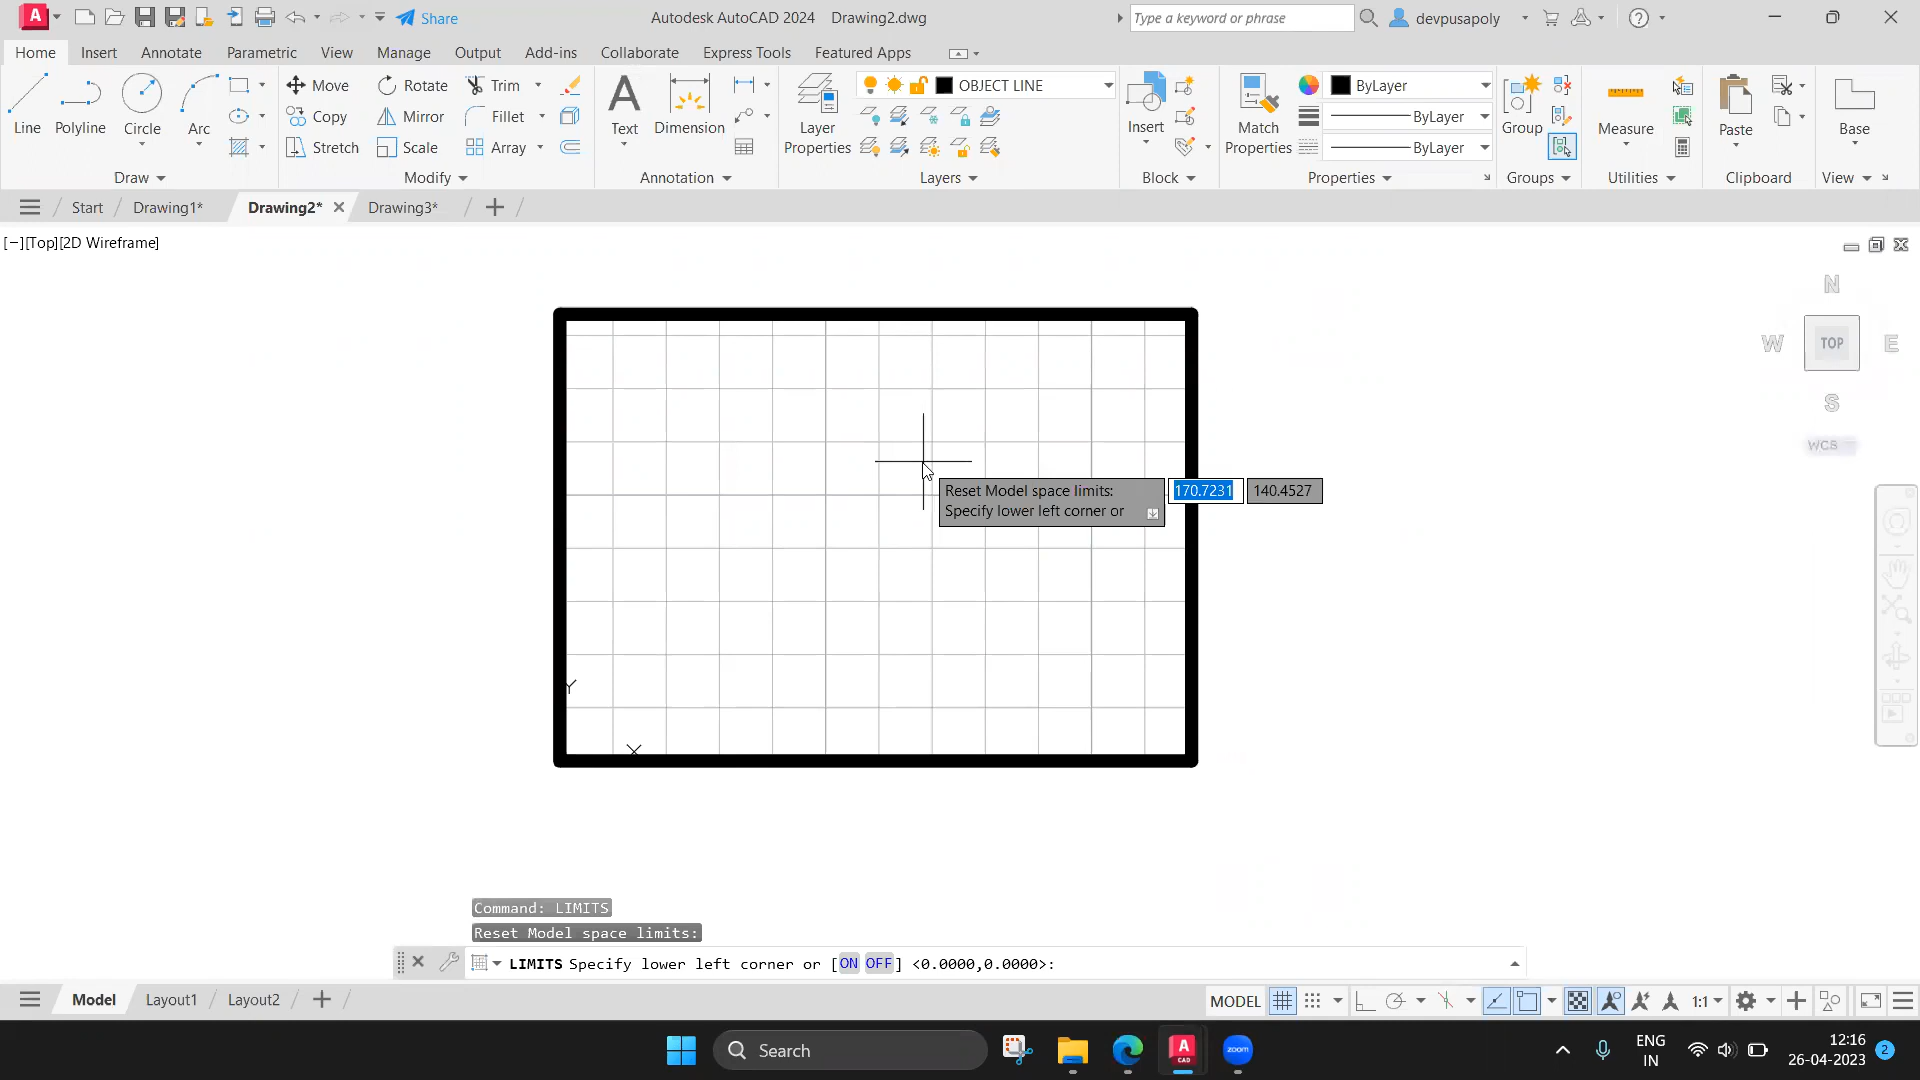 A Share Autodesk AutoCAD 2024 Drawing2.dwg Type a keyword or phrase devpusapoly
Home Insert Annotate Parametric View Manage Output Add-ins Collaborate Express Tools Featured Apps
Move Rotate Trim OBJECT LINE ByLayer
Copy Mirror Fillet ByLayer
Line Polyline Circle Arc Text Dimension Layer Properties Insert Match Properties Group Measure Paste Base
Stretch Scale Array ByLayer
Draw Modify Annotation Layers Block Properties Groups Utilities Clipboard View
Start Drawing1* Drawing2* Drawing3*
[−][Top][2D Wireframe]
N
W TOP E
S
WCS
Reset Model space limits: 170.7231 140.4527
Specify lower left corner or
Y
X
Command: LIMITS
Reset Model space limits:
LIMITS Specify lower left corner or [ON OFF] <0.0000,0.0000>:
Model Layout1 Layout2 MODEL 1:1
Search A CAD zoom ENG 12:16
IN 26-04-2023 2